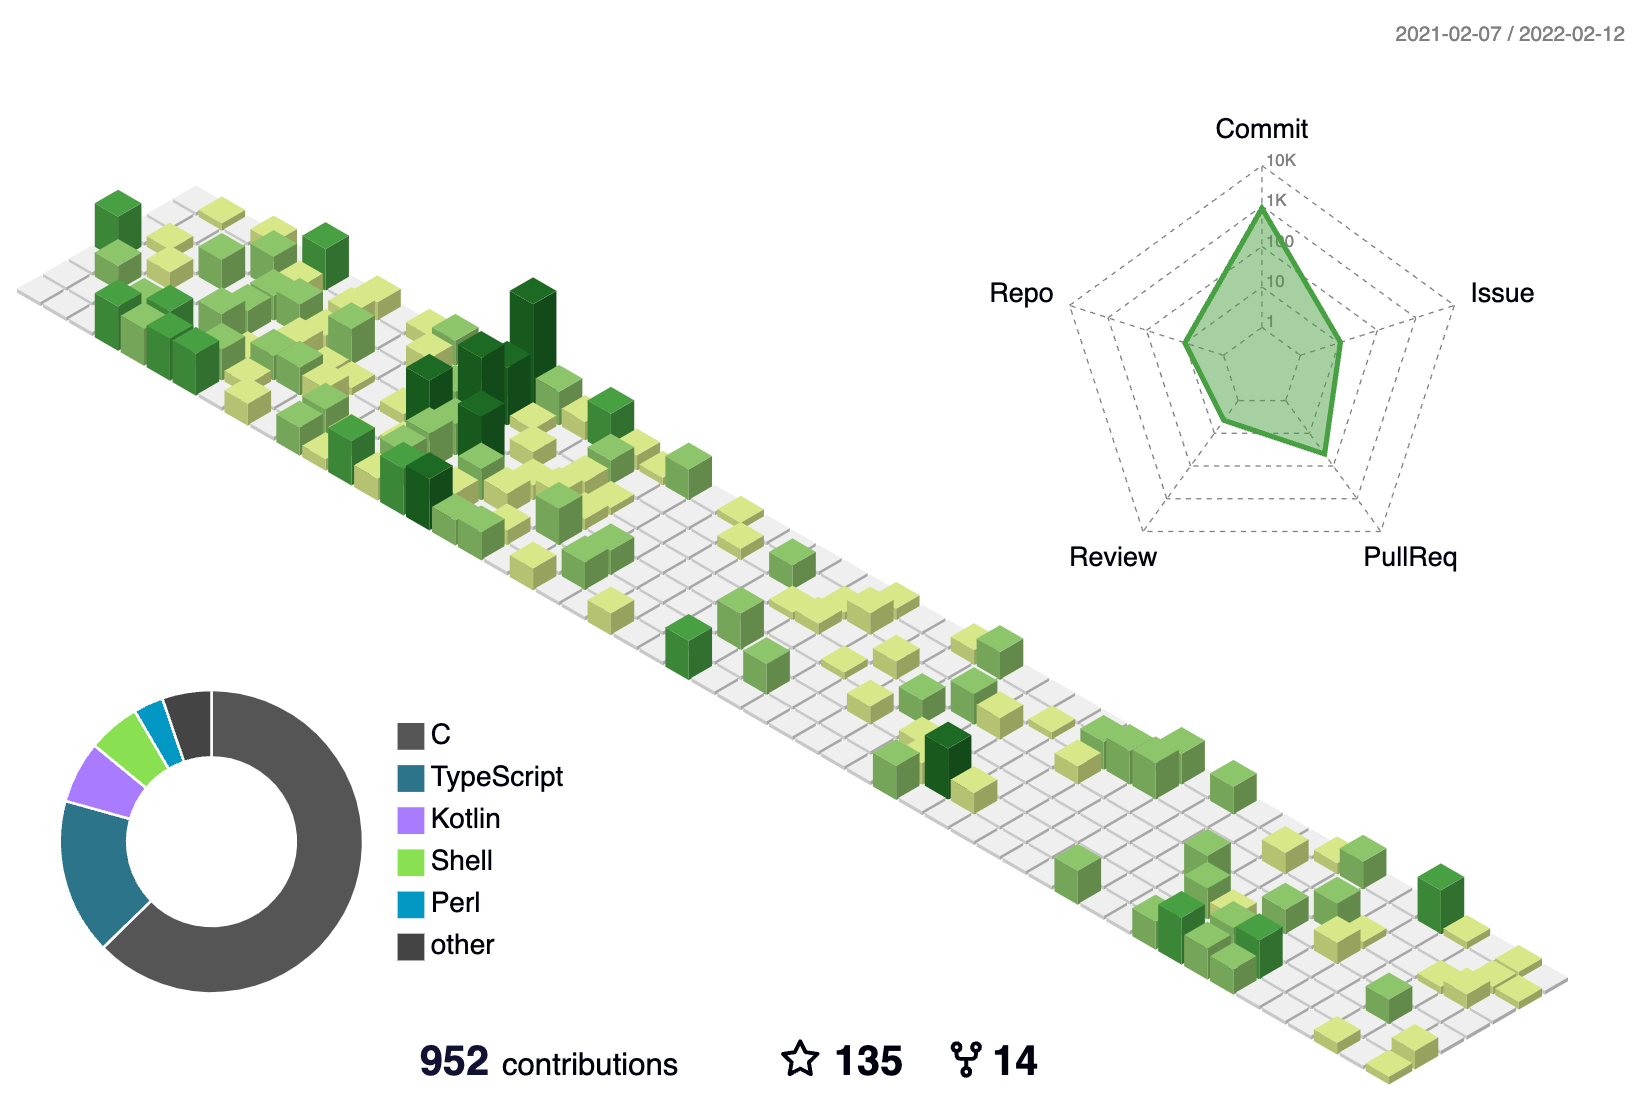 2021-02-07 / 2022-02-12
Commit
10K
1K
100
10
1
Repo
Issue
Review
PullReq
C
TypeScript
Kotlin
Shell
Perl
other
952 contributions
135
14